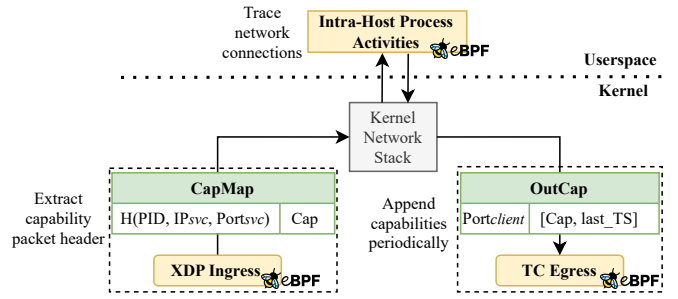 Trace
network
connections
Intra-Host Process
Activities
eBPF
Userspace
Kernel
Kernel
Network
Stack
Extract
capability
packet header
CapMap
H(PID, IPsvc, Portsvc) Cap
XDP Ingress
eBPF
Append
capabilities
periodically
OutCap
Portclient [Cap, last_TS]
TC Egress
eBPF